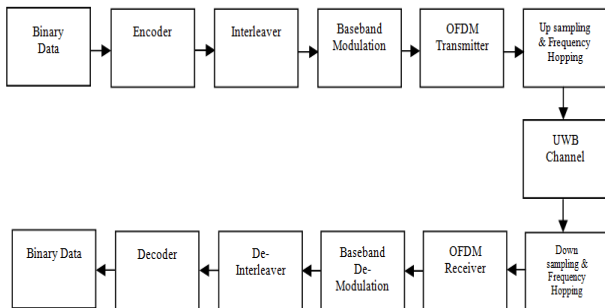 Binary
Data
Encoder
Interleaver
Baseband
Modulation
OFDM
Transmitter
Up sampling
& Frequency
Hopping
UWB
Channel
Binary Data
Decoder
De-
Interleaver
Baseband
De-
Modulation
OFDM
Receiver
Down
sampling &
Frequency
Hopping